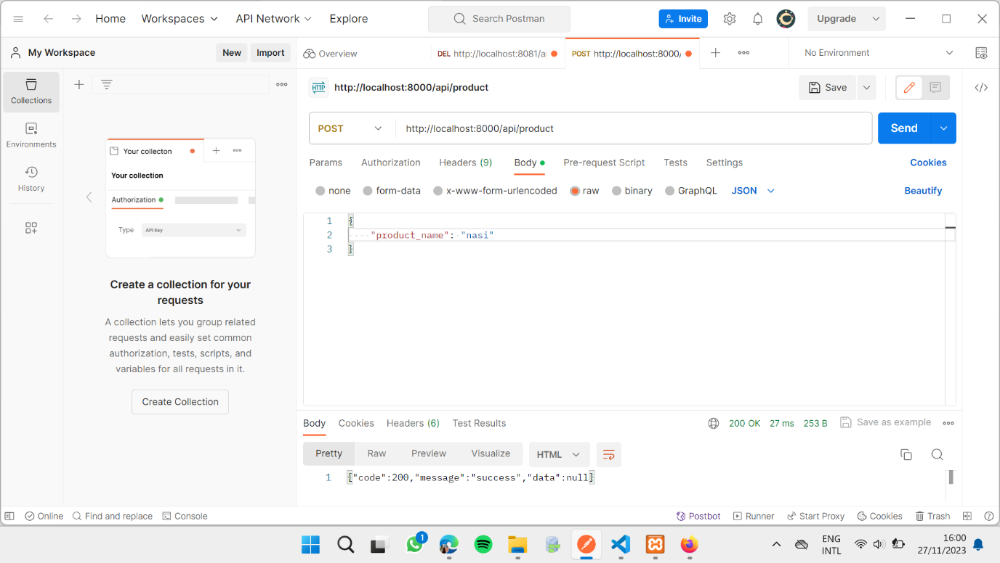 Home Workspaces API Network Explore Search Postman Invite Upgrade
My Workspace New Import Overview DEL http://localhost:8081/a POST http://localhost:8000/ No Environment
Collections
Environments
History
Your collecton
Your collection
Authorization
Type API Key
Create a collection for your
requests
A collection lets you group related
requests and easily set common
authorization, tests, scripts, and
variables for all requests in it.
Create Collection
HTTP http://localhost:8000/api/product Save
POST http://localhost:8000/api/product Send
Params Authorization Headers (9) Body Pre-request Script Tests Settings Cookies
none form-data x-www-form-urlencoded raw binary GraphQL JSON Beautify
1 {
2 "product_name": "nasi"
3 }
Body Cookies Headers (6) Test Results 200 OK 27 ms 253 B Save as example
Pretty Raw Preview Visualize HTML
1 {"code":200,"message":"success","data":null}
Online Find and replace Console Postbot Runner Start Proxy Cookies Trash
1 ENG 16:00
INTL 27/11/2023